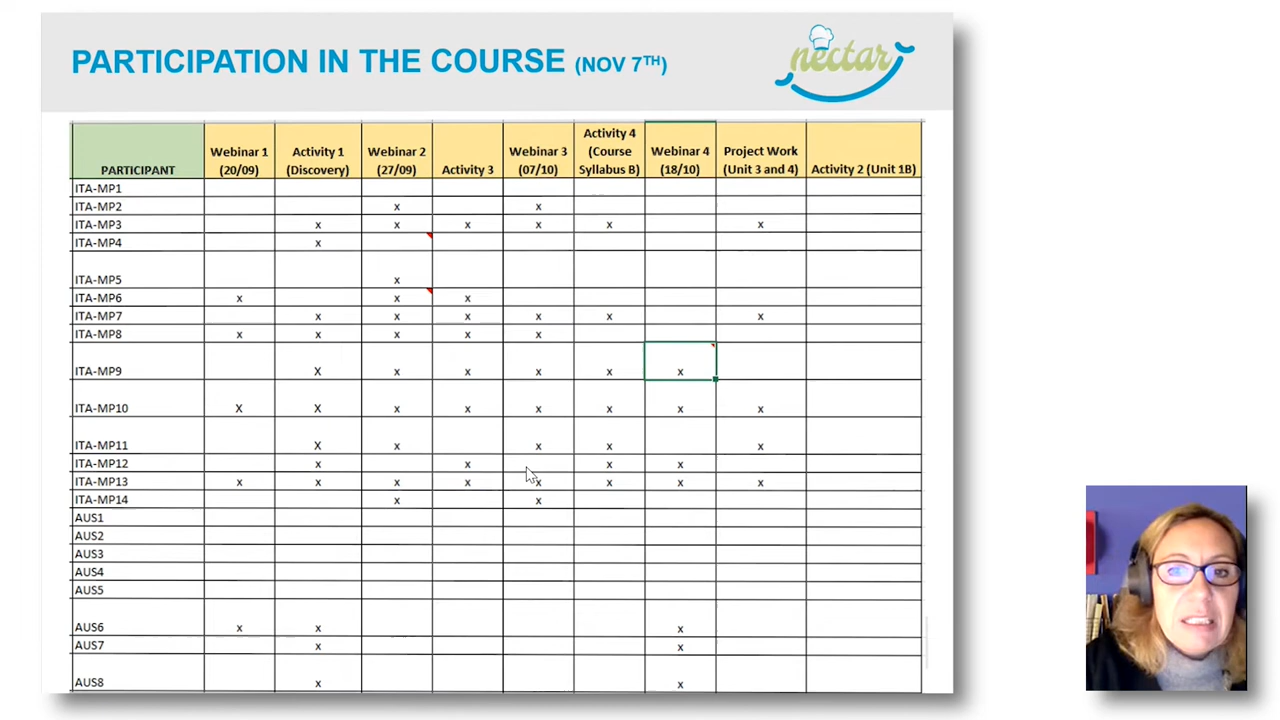 PARTICIPATION IN THE COURSE (NOV 7TH)
nectar
PARTICIPANT Webinar 1 (20/09) Activity 1 (Discovery) Webinar 2 (27/09) Activity 3 Webinar 3 (07/10) Activity 4 (Course Syllabus B) Webinar 4 (18/10) Project Work (Unit 3 and 4) Activity 2 (Unit 1B)
ITA-MP1
ITA-MP2 x x
ITA-MP3 x x x x x x
ITA-MP4 x
ITA-MP5 x
ITA-MP6 x x x
ITA-MP7 x x x x x x
ITA-MP8 x x x x x
ITA-MP9 X x x x x x
ITA-MP10 X X x x x x x x
ITA-MP11 X x x x x
ITA-MP12 x x x x
ITA-MP13 x x x x x x x x
ITA-MP14 x x
AUS1
AUS2
AUS3
AUS4
AUS5
AUS6 x x x
AUS7 x x
AUS8 x x